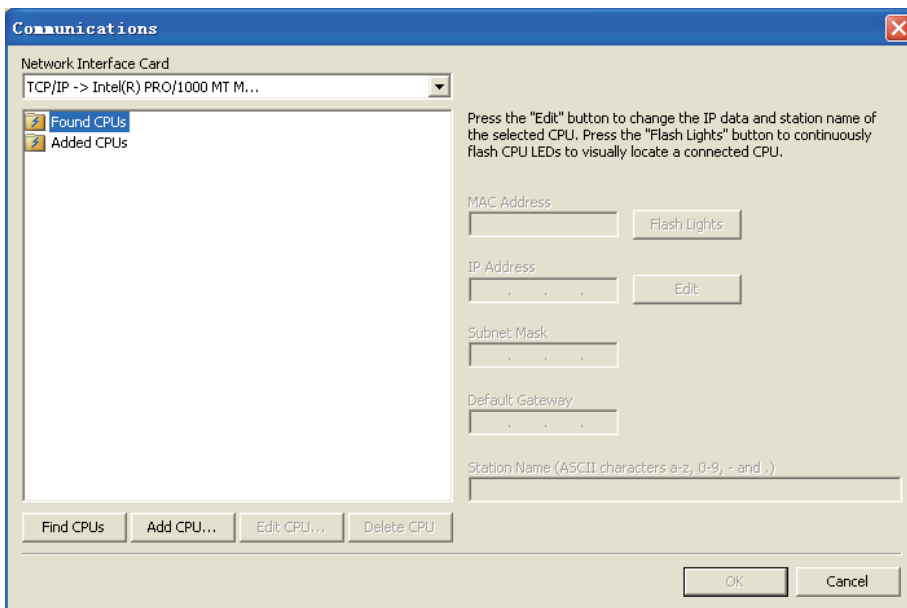 Communications
Network Interface Card
TCP/IP -> Intel(R) PRO/1000 MT M...
Found CPUs
Added CPUs
Press the "Edit" button to change the IP data and station name of
the selected CPU. Press the "Flash Lights" button to continuously
flash CPU LEDs to visually locate a connected CPU.
MAC Address
Flash Lights
IP Address
. . .
Edit
Subnet Mask
. . .
Default Gateway
. . .
Station Name (ASCII characters a-z, 0-9, - and .)
Find CPUs
Add CPU...
Edit CPU...
Delete CPU
OK
Cancel